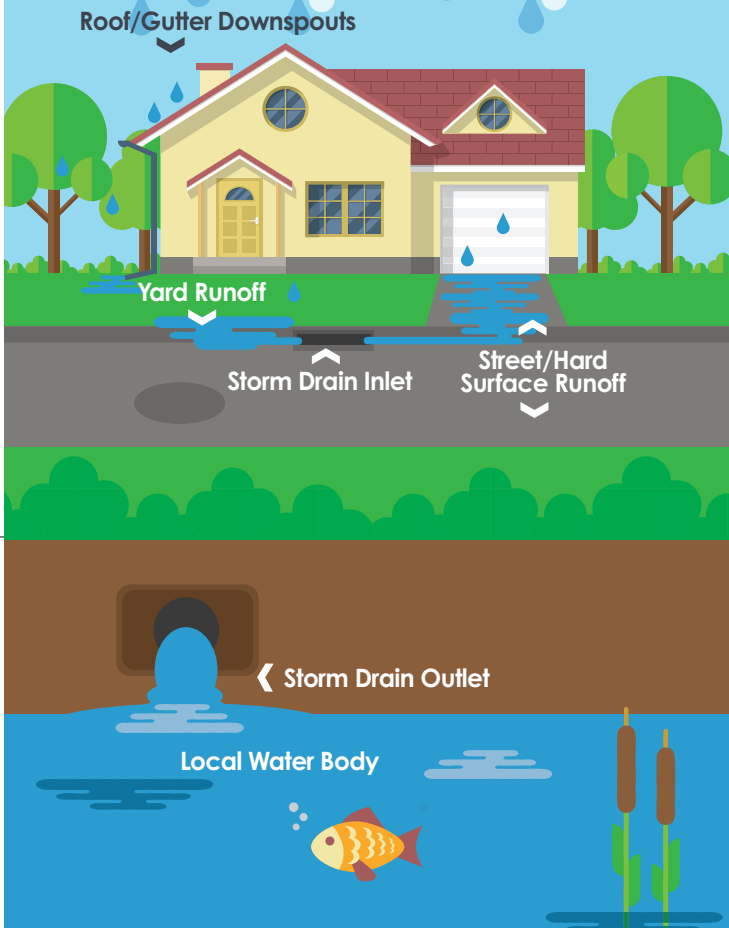 Roof/Gutter Downspouts
Yard Runoff
Storm Drain Inlet
Street/Hard
Surface Runoff
Storm Drain Outlet
Local Water Body